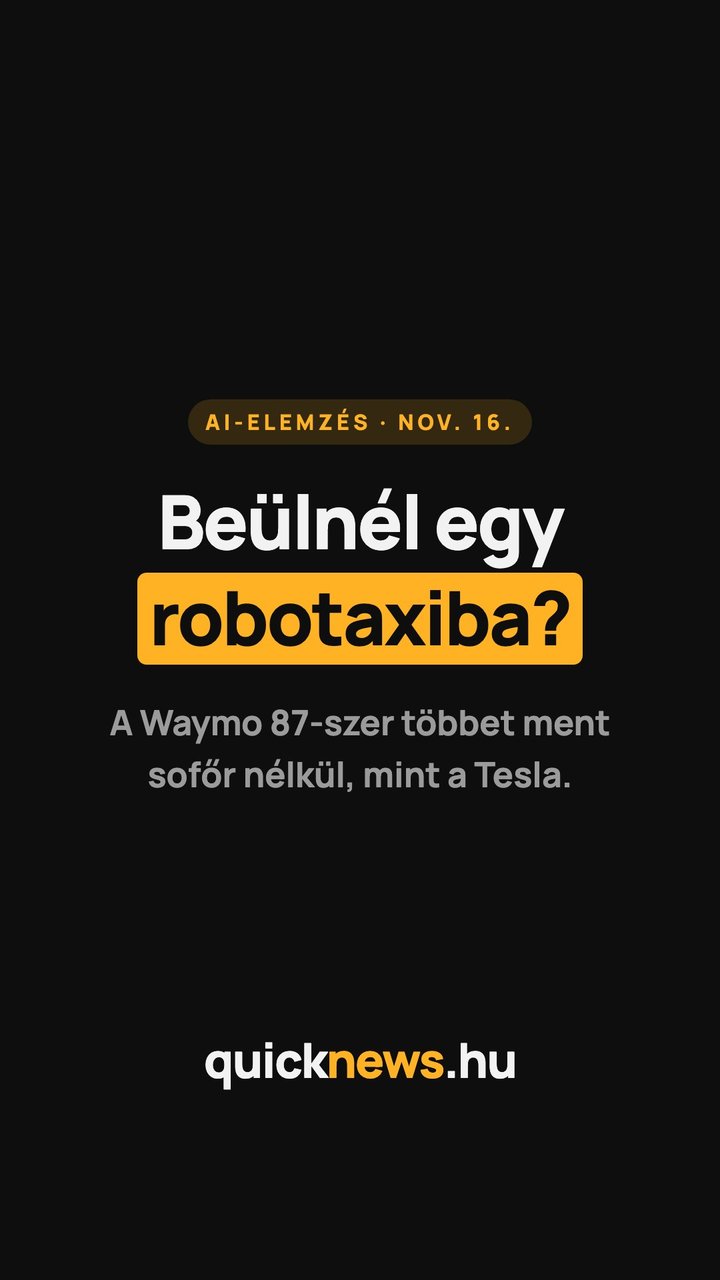 AI-ELEMZÉS · NOV. 16.
Beülnél egy
robotaxiba?
A Waymo 87-szer többet ment
sofőr nélkül, mint a Tesla.
quicknews.hu